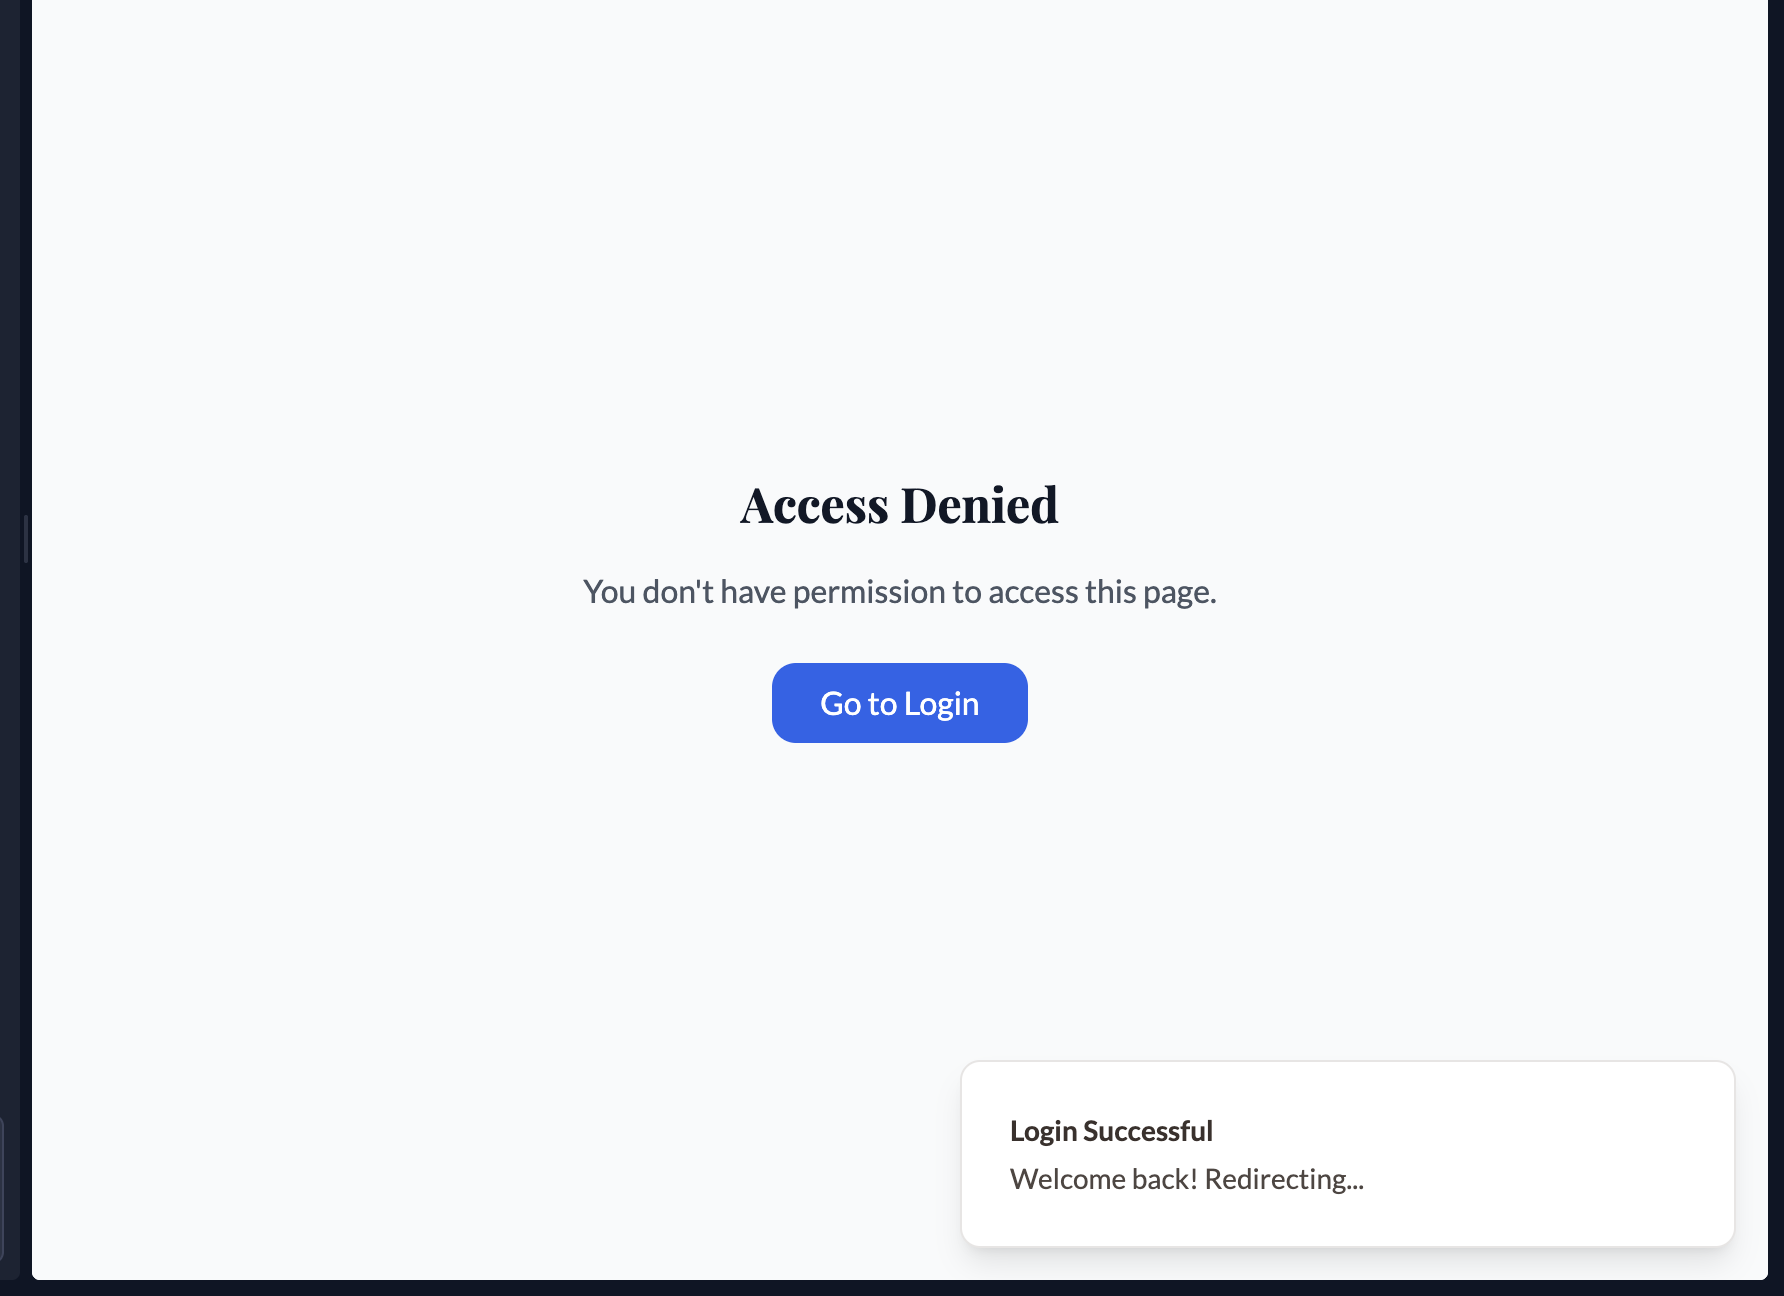 Access Denied
You don't have permission to access this page.
Go to Login
Login Successful
Welcome back! Redirecting...